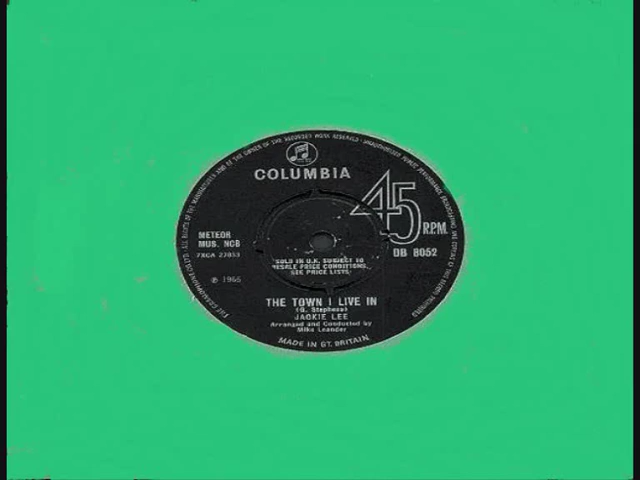 COLUMBIA
45
R.P.M.
METEOR
MUS. NCB
DB 8052
SOLD IN U.K. SUBJECT TO
RESALE PRICE CONDITIONS,
SEE PRICE LISTS
℗ 1966
THE TOWN I LIVE IN
(G. Stephens)
JACKIE LEE
Arranged and Conducted by
Mike Leander
MADE IN GT. BRITAIN